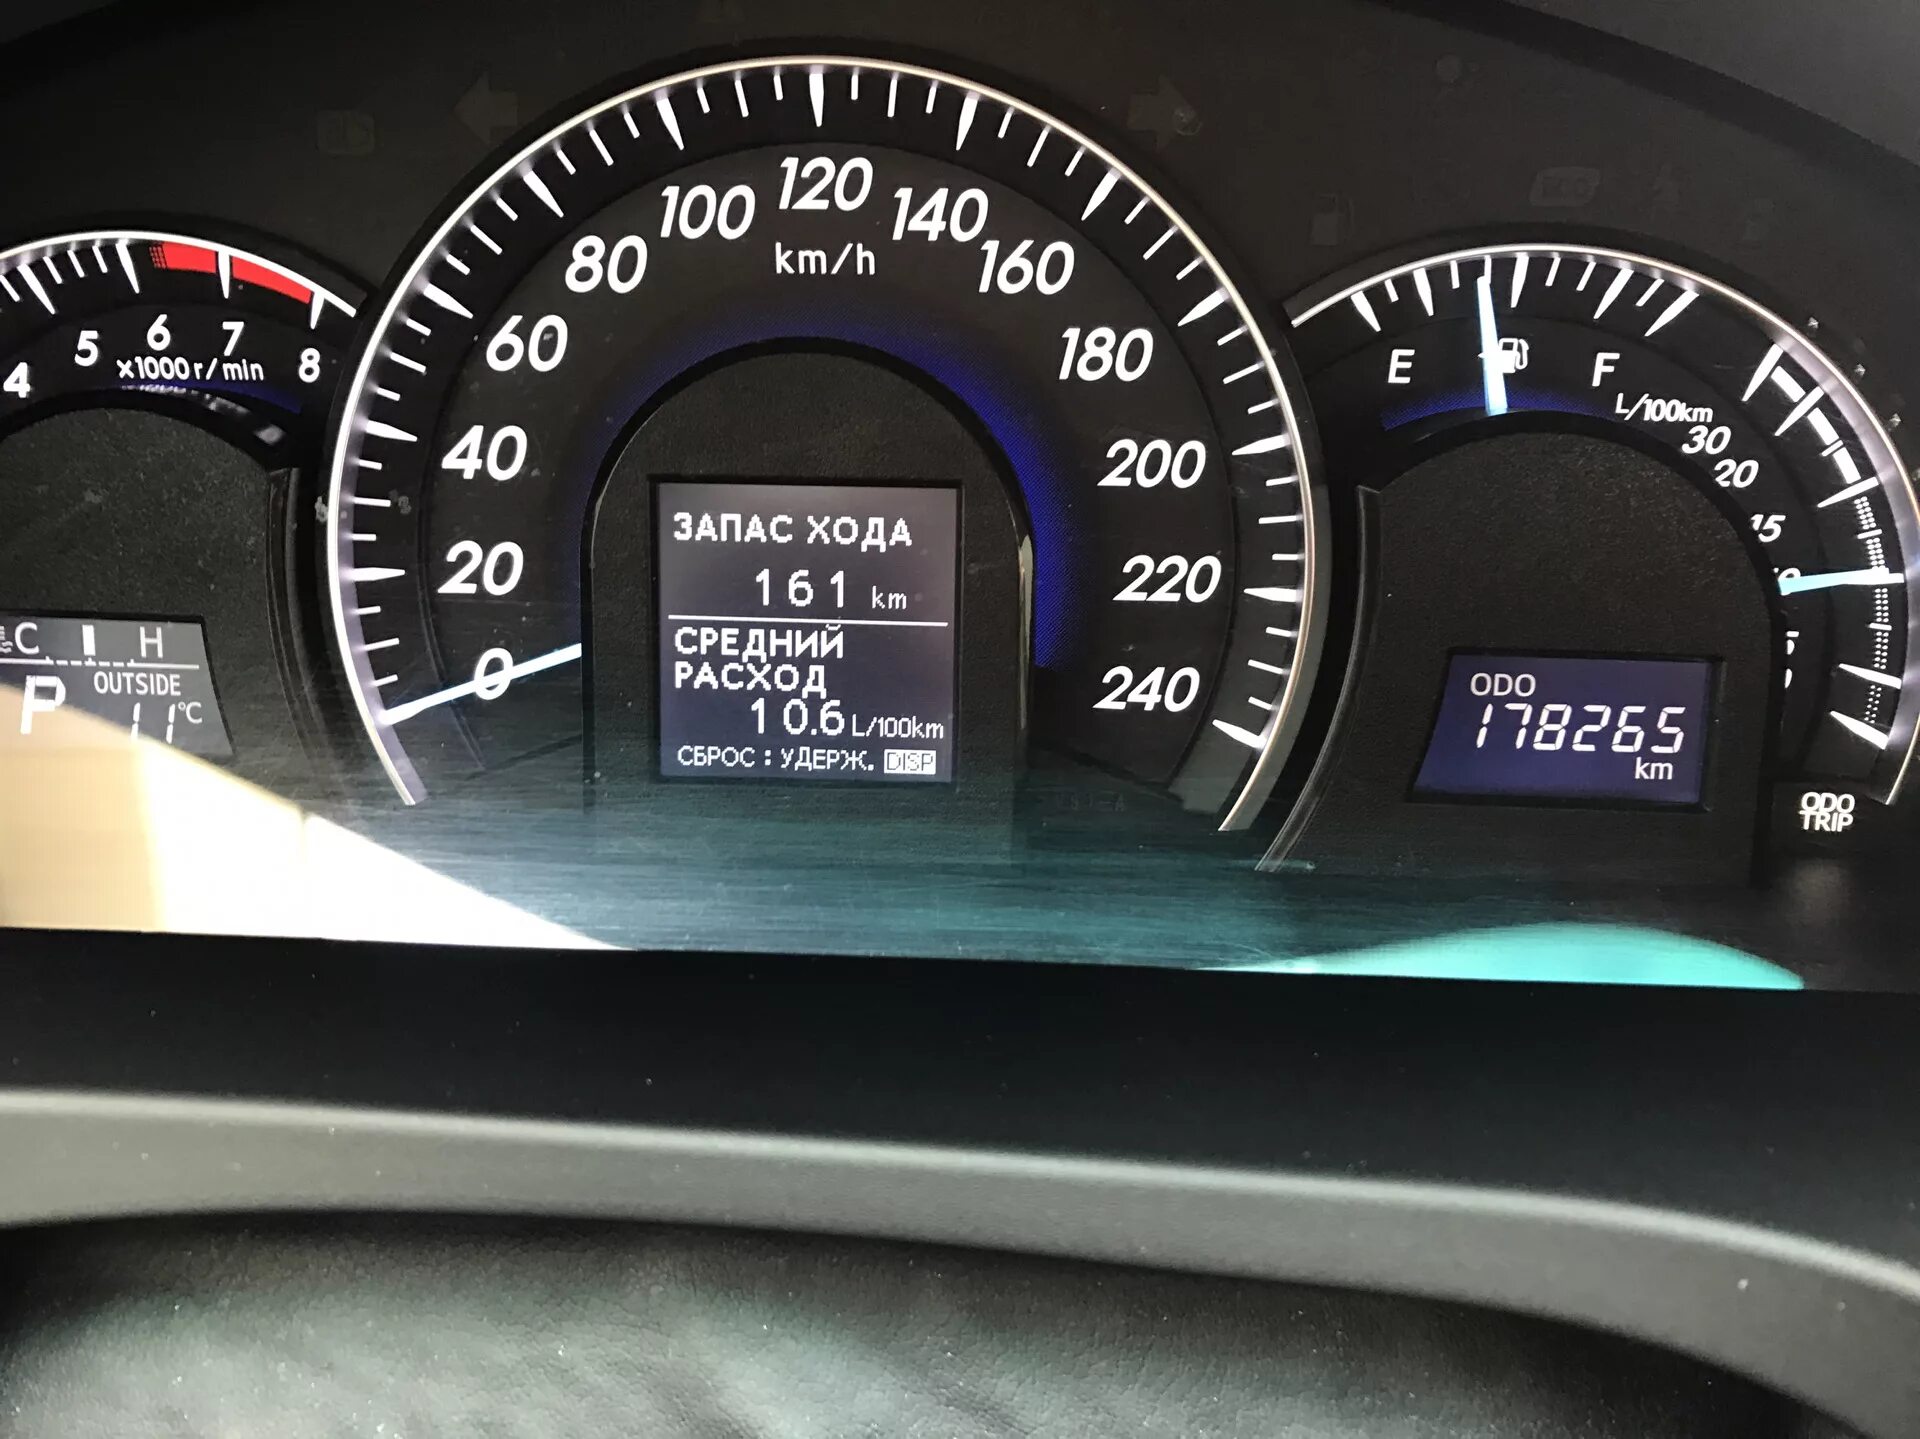 4 5 6 7 8
x1000 r/min
C H
P OUTSIDE
11°C
0 20 40 60 80 100 120 140 160 180 200 220 240
km/h
ЗАПАС ХОДА
161 km
СРЕДНИЙ
РАСХОД
10.6 L/100km
СБРОС : УДЕРЖ. DISP
E F
L/100km
30
20
15
ODO
178265
km
ODO
TRIP